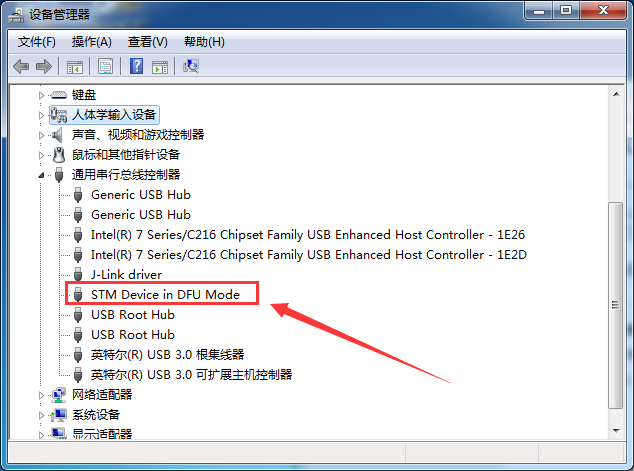 设备管理器
文件(F) 操作(A) 查看(V) 帮助(H)
键盘
人体学输入设备
声音、视频和游戏控制器
鼠标和其他指针设备
通用串行总线控制器
Generic USB Hub
Generic USB Hub
Intel(R) 7 Series/C216 Chipset Family USB Enhanced Host Controller - 1E26
Intel(R) 7 Series/C216 Chipset Family USB Enhanced Host Controller - 1E2D
J-Link driver
STM Device in DFU Mode
USB Root Hub
USB Root Hub
英特尔(R) USB 3.0 根集线器
英特尔(R) USB 3.0 可扩展主机控制器
网络适配器
系统设备
显示适配器